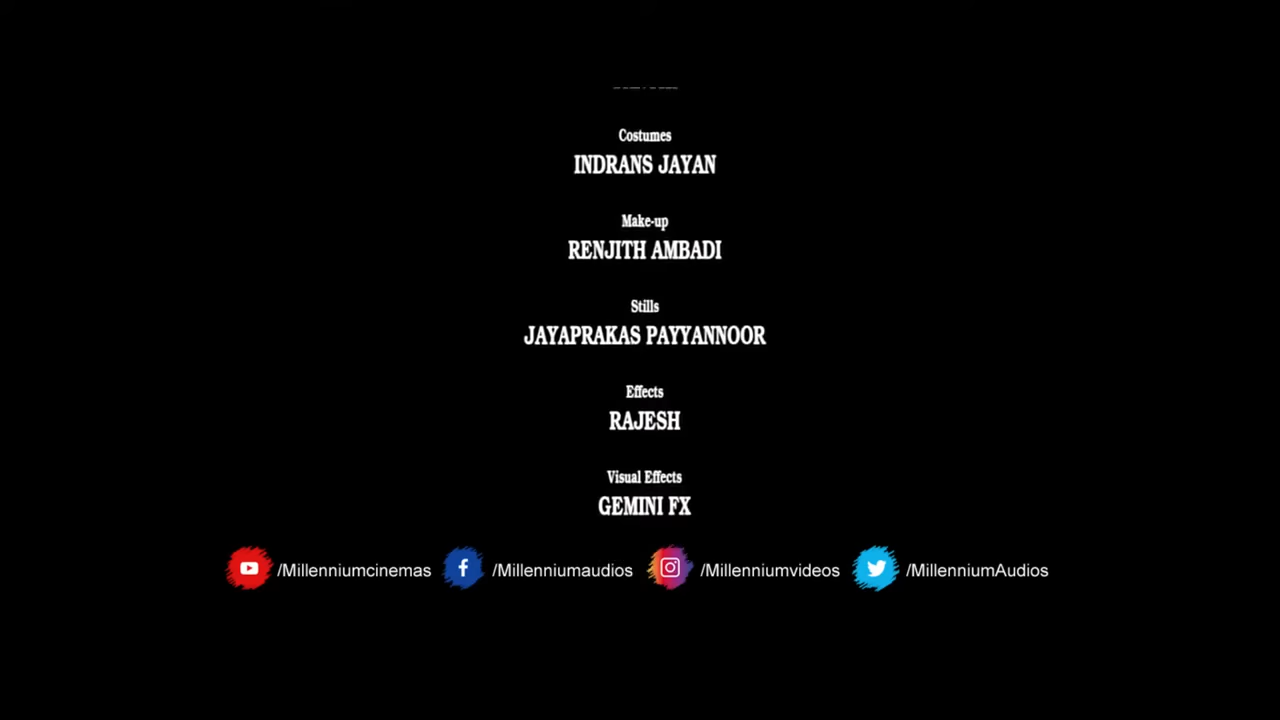 Costumes
INDRANS JAYAN
Make-up
RENJITH AMBADI
Stills
JAYAPRAKAS PAYYANNOOR
Effects
RAJESH
Visual Effects
GEMINI FX
/Millenniumcinemas /Millenniumaudios /Millenniumvideos /MillenniumAudios